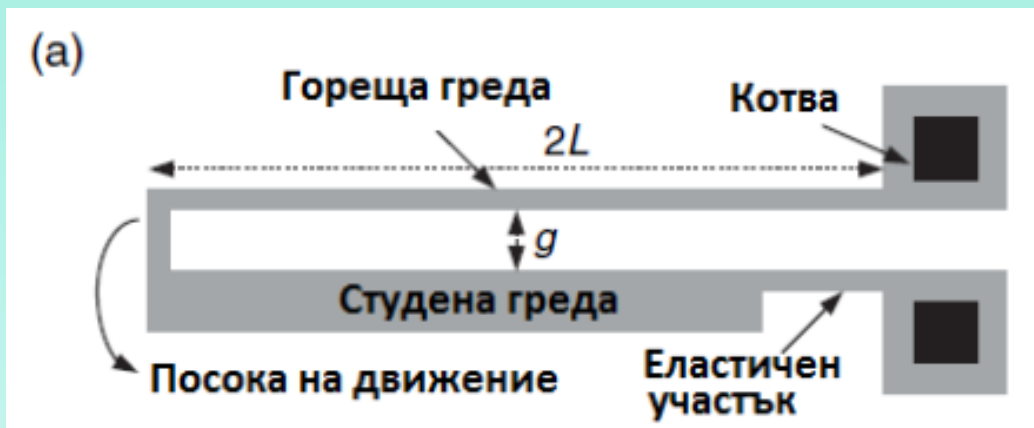 (a)
Гореща греда
Котва
2L
g
Студена греда
Посока на движение
Еластичен
участък